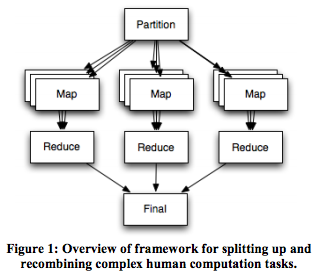 Partition
Map Map Map
Reduce Reduce Reduce
Final
Figure 1: Overview of framework for splitting up and
recombining complex human computation tasks.